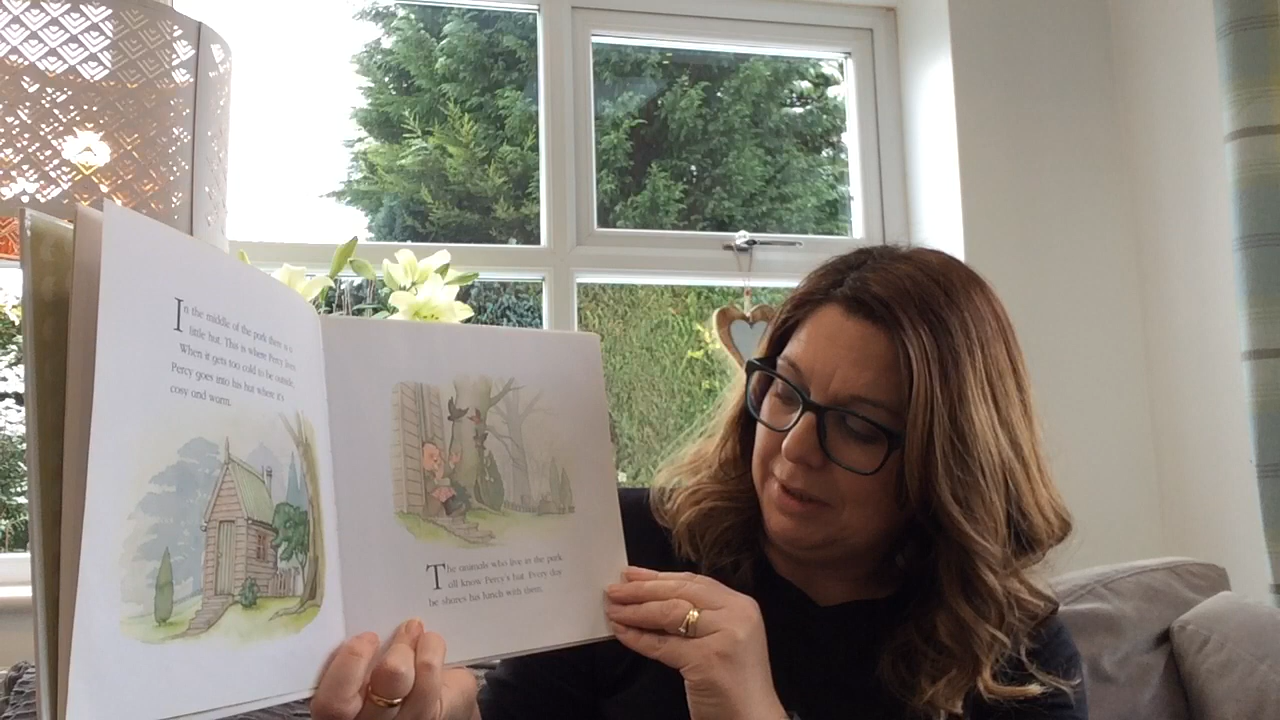 In the middle of the park there is a
little hut. This is where Percy lives.
When it gets too cold to be outside,
Percy goes into his hut where it's
cosy and warm.
The animals who live in the park
all know Percy's hut. Every day
he shares his lunch with them.